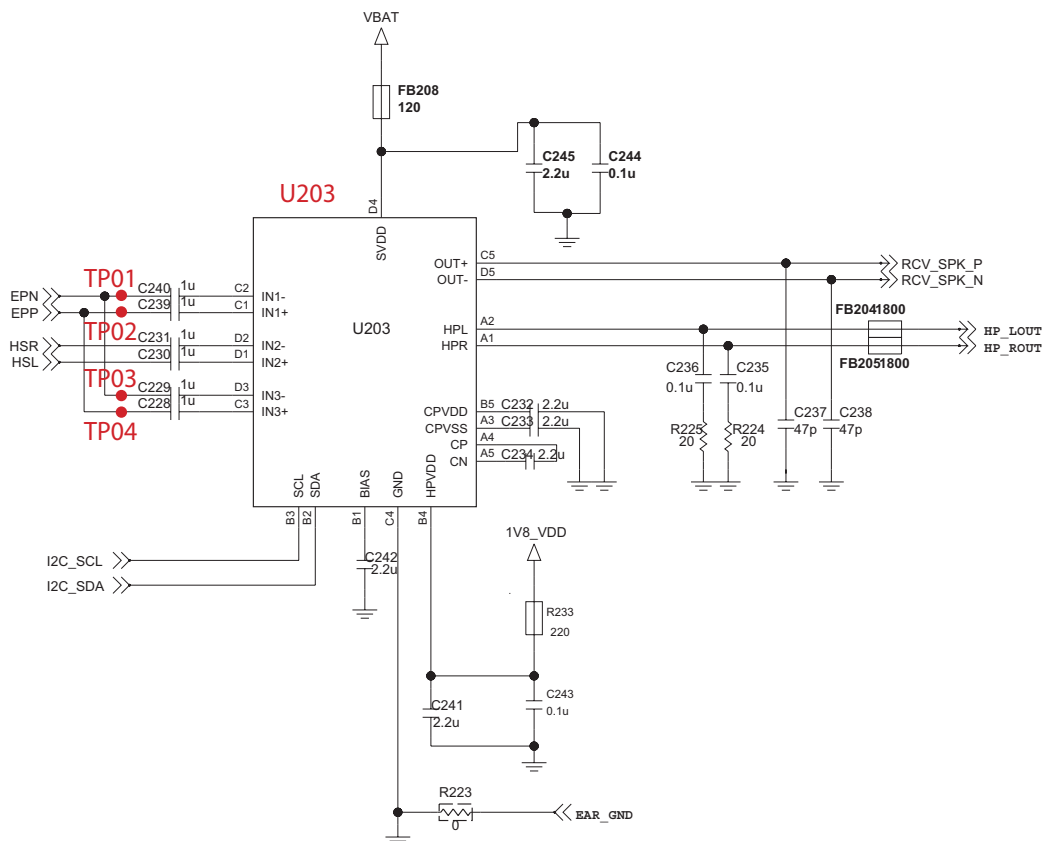 VBAT
FB208
120
C245
2.2u
C244
0.1u
U203
D4
SVDD
TP01
EPN
EPP
C240
1u
C239
1u
C2
IN1-
C1
IN1+
TP02
HSR
HSL
C231
1u
C230
1u
D2
IN2-
D1
IN2+
TP03
C229
1u
C228
1u
D3
IN3-
C3
IN3+
TP04
U203
OUT+
C5
RCV_SPK_P
OUT-
D5
RCV_SPK_N
FB2041800
HPL
A2
HP_LOUT
HPR
A1
HP_ROUT
FB2051800
C236
0.1u
C235
0.1u
CPVDD
B5
C232
2.2u
CPVSS
A3
C233
2.2u
CP
A4
CN
A5
C234
2.2u
R225
20
R224
20
C237
47p
C238
47p
SCL
SDA
BIAS
GND
HPVDD
B3
B2
B1
C4
B4
I2C_SCL
I2C_SDA
C242
2.2u
1V8_VDD
R233
220
C241
2.2u
C243
0.1u
R223
0
EAR_GND